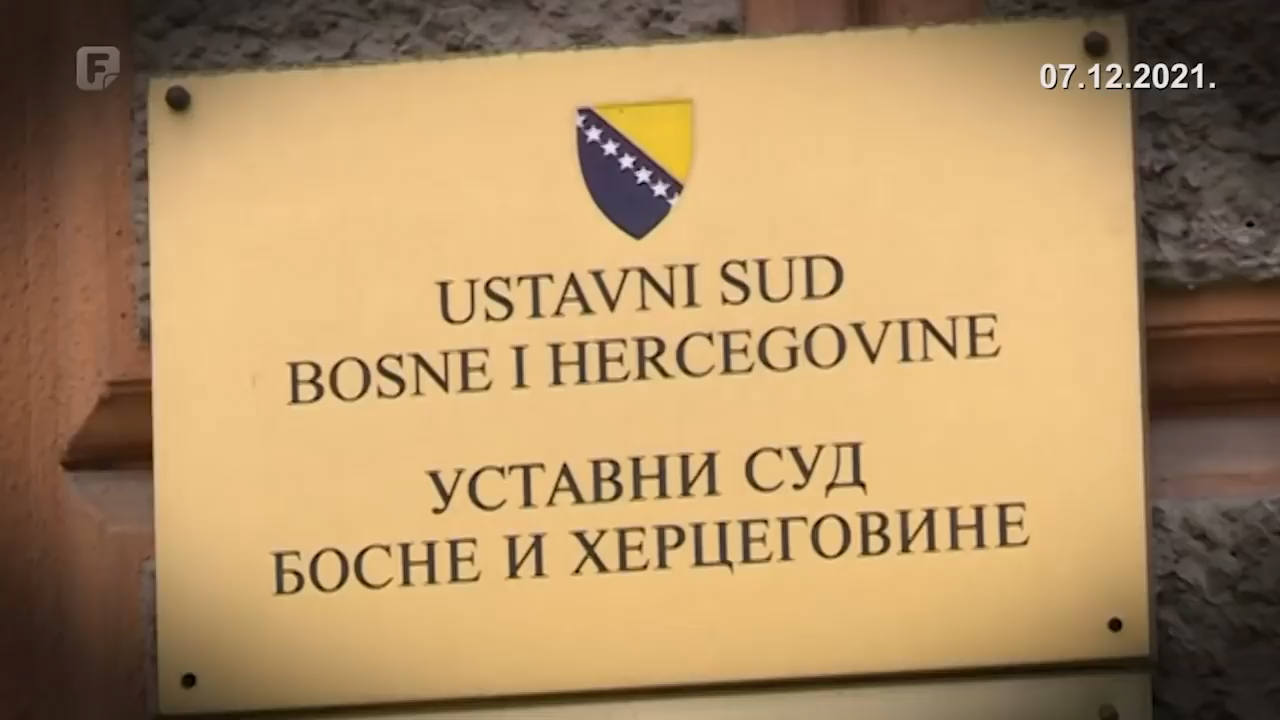 F
07.12.2021.
USTAVNI SUD
BOSNE I HERCEGOVINE
УСТАВНИ СУД
БОСНЕ И ХЕРЦЕГОВИНЕ